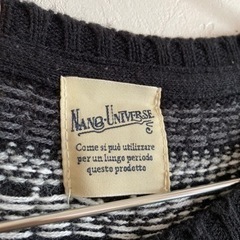 NANO·UNIVERSE
Come si può utilizzare
per un lungo periode
questo prodotto